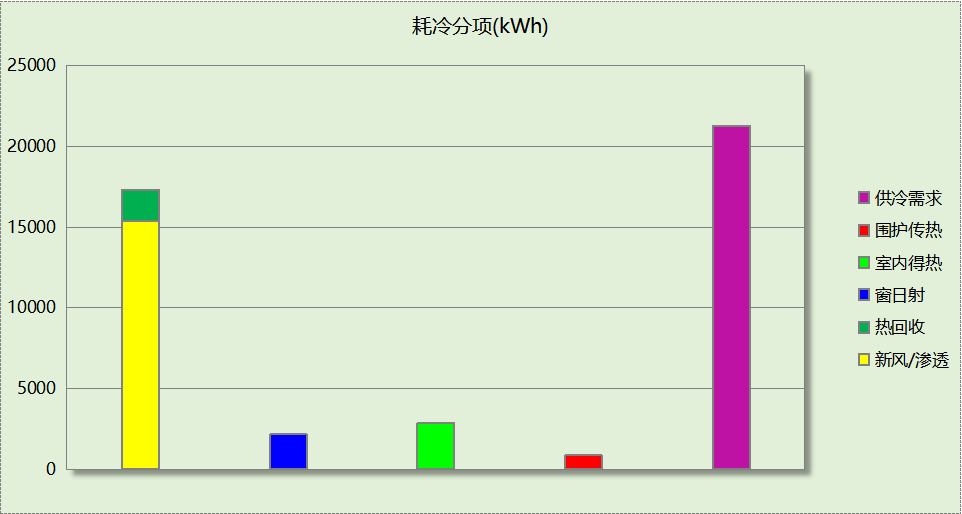 耗冷分项(kWh)
25000
20000
15000
10000
5000
0
供冷需求
围护传热
室内得热
窗日射
热回收
新风/渗透